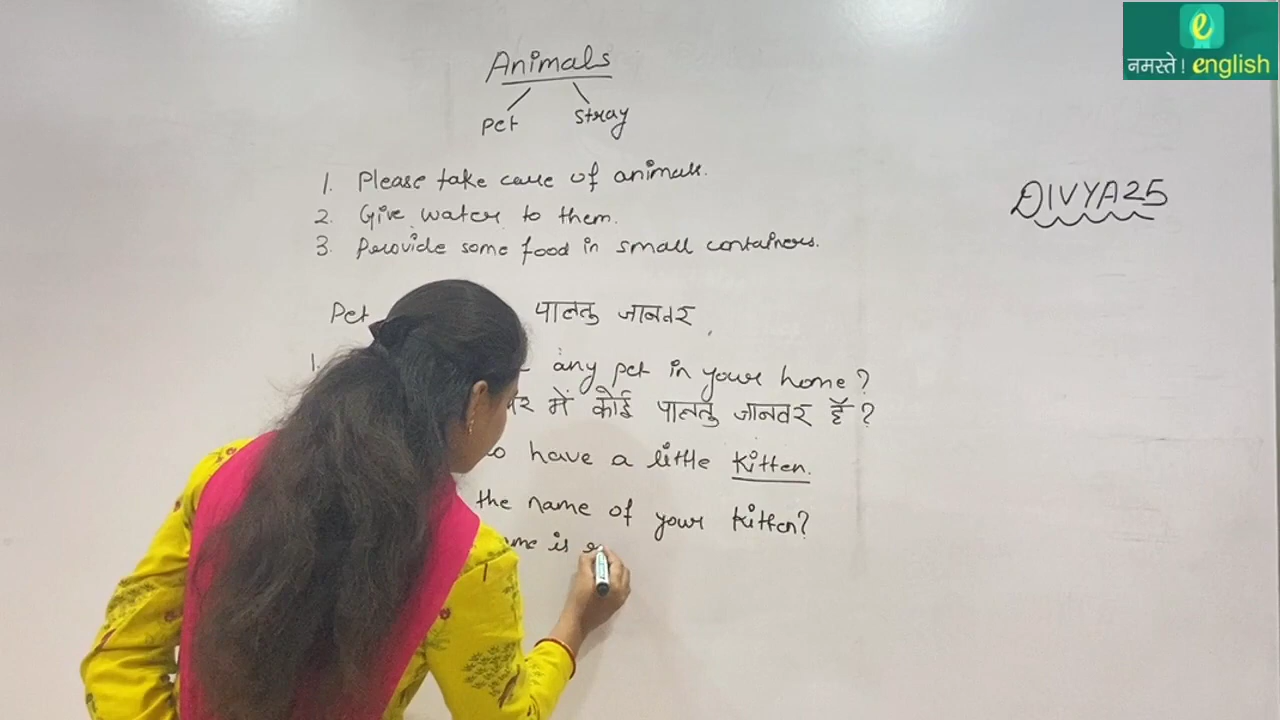 नमस्ते ! english
Animals
Pet stray
DIVYA25
1. Please take care of animals.
2. Give water to them.
3. Provide some food in small containers.
Pet पालतु जानवर
1. any pet in your home?
में कोई पालतु जानवर हैं ?
have a little kitten.
the name of your kitten?
is